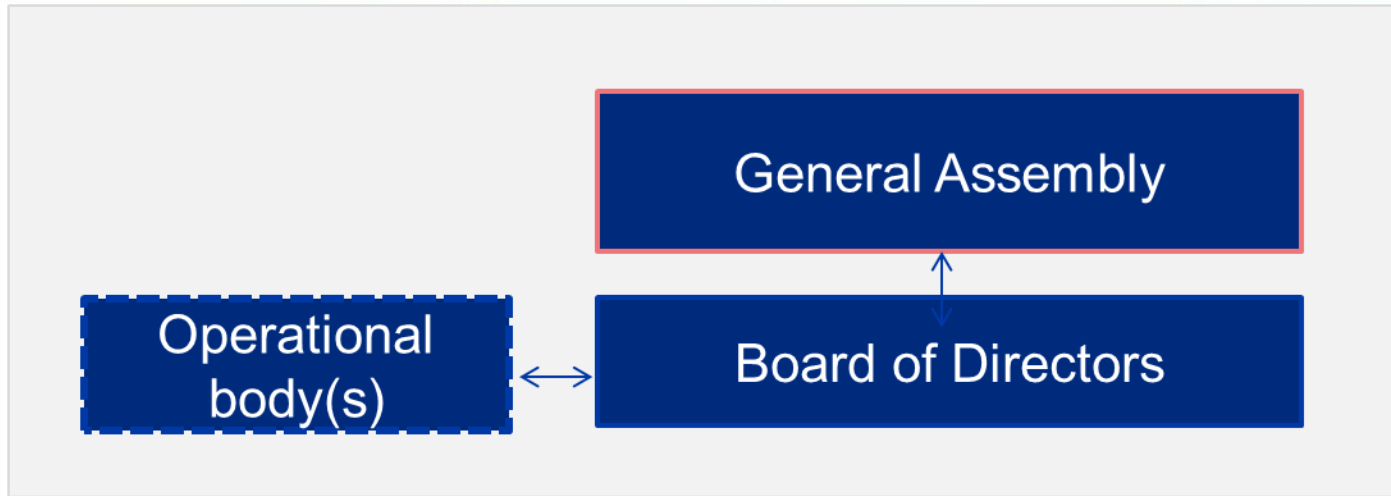 General Assembly
Operational
body(s)
Board of Directors